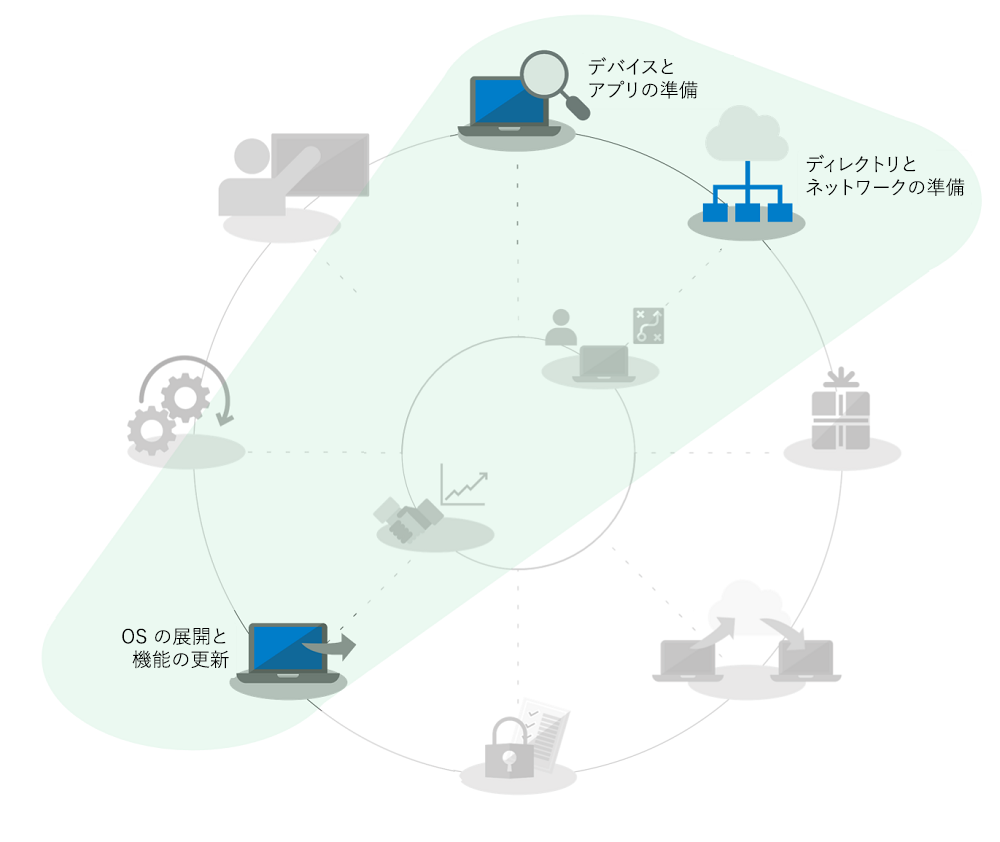 デバイスと
アプリの準備
ディレクトリと
ネットワークの準備
OS の展開と
機能の更新